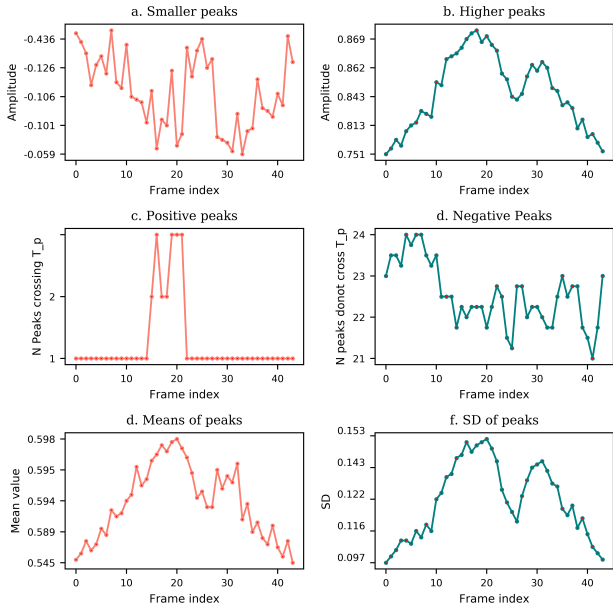 a. Smaller peaks
Amplitude
-0.436
-0.126
-0.106
-0.101
-0.059
0 10 20 30 40
Frame index
b. Higher peaks
Amplitude
0.869
0.862
0.843
0.813
0.751
0 10 20 30 40
Frame index
c. Positive peaks
N Peaks crossing T_p
2
1
0 10 20 30 40
Frame index
d. Negative Peaks
N peaks donot cross T_p
24
23
22
21
0 10 20 30 40
Frame index
d. Means of peaks
Mean value
0.598
0.595
0.594
0.589
0.545
0 10 20 30 40
Frame index
f. SD of peaks
SD
0.153
0.143
0.122
0.116
0.097
0 10 20 30 40
Frame index